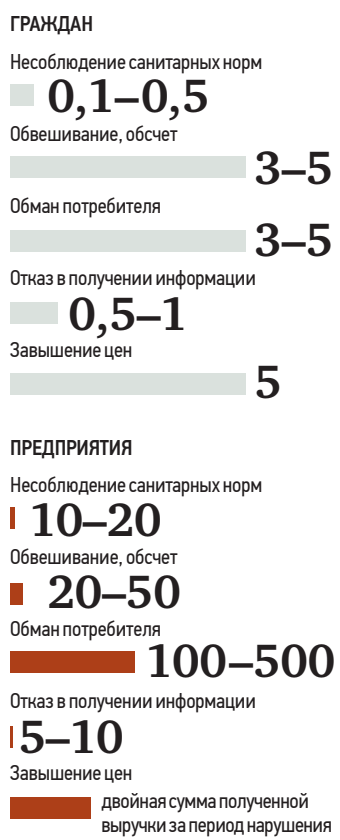 ГРАЖДАН
Несоблюдение санитарных норм
0,1–0,5
Обвешивание, обсчет
3–5
Обман потребителя
3–5
Отказ в получении информации
0,5–1
Завышение цен
5
ПРЕДПРИЯТИЯ
Несоблюдение санитарных норм
10–20
Обвешивание, обсчет
20–50
Обман потребителя
100–500
Отказ в получении информации
5–10
Завышение цен
двойная сумма полученной
выручки за период нарушения